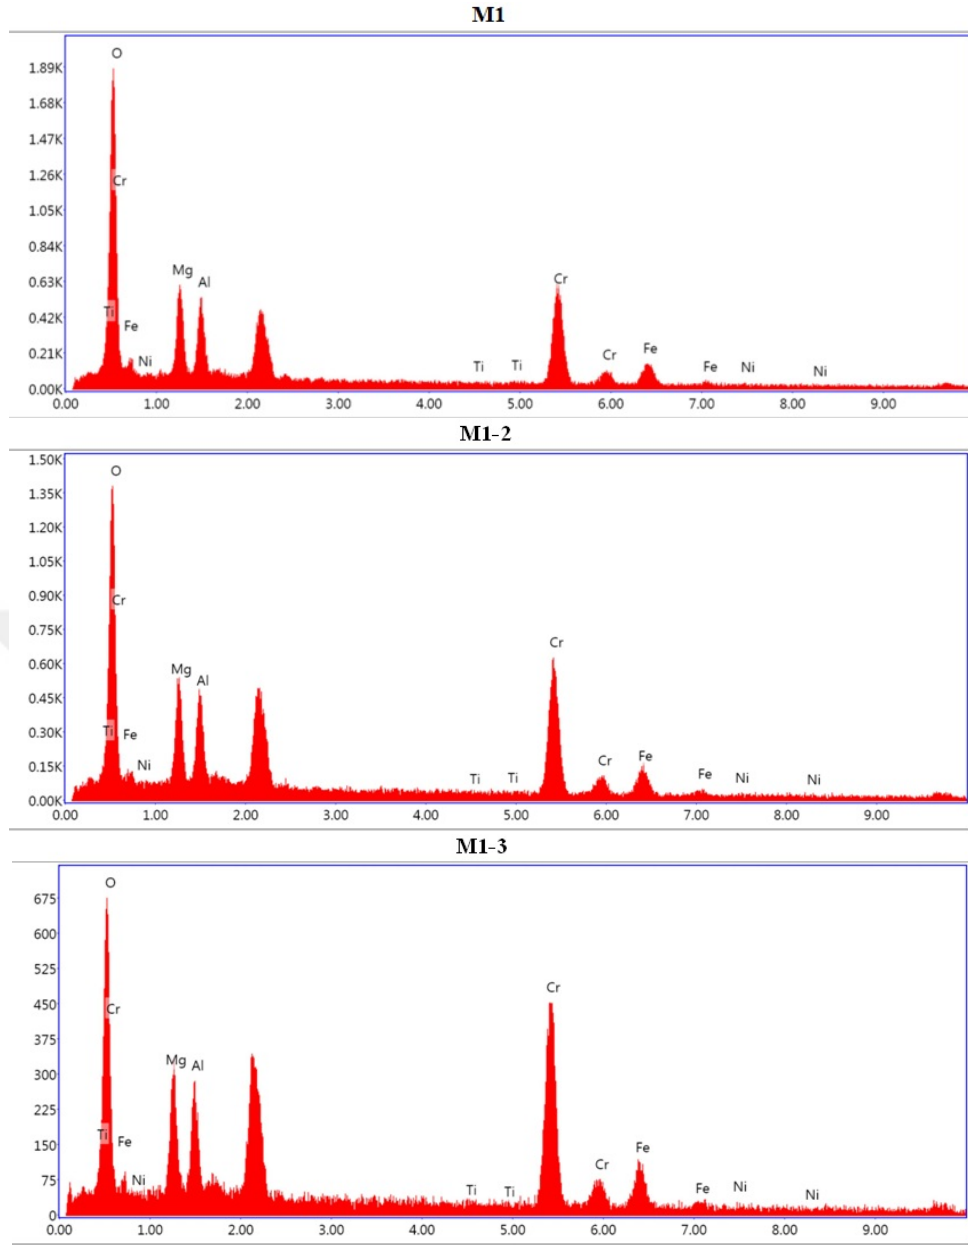 M1
O
1.89K
1.68K
1.47K
1.26K
Cr
1.05K
0.84K
Mg
Al
0.63K
Cr
0.42K
Ti
Fe
0.21K
Ni
Ti
Ti
Cr
Fe
Fe
Ni
Ni
0.00K
0.00 1.00 2.00 3.00 4.00 5.00 6.00 7.00 8.00 9.00
M1-2
1.50K
O
1.35K
1.20K
1.05K
0.90K
Cr
0.75K
0.60K
Mg
Al
Cr
0.45K
0.30K
Ti
Fe
0.15K
Ni
Ti
Ti
Cr
Fe
Fe
Ni
Ni
0.00K
0.00 1.00 2.00 3.00 4.00 5.00 6.00 7.00 8.00 9.00
M1-3
O
675
600
525
450
Cr
Cr
375
300
Mg
Al
225
150
Ti
Fe
75
Ni
Ti
Ti
Cr
Fe
Fe
Ni
Ni
0
0.00 1.00 2.00 3.00 4.00 5.00 6.00 7.00 8.00 9.00